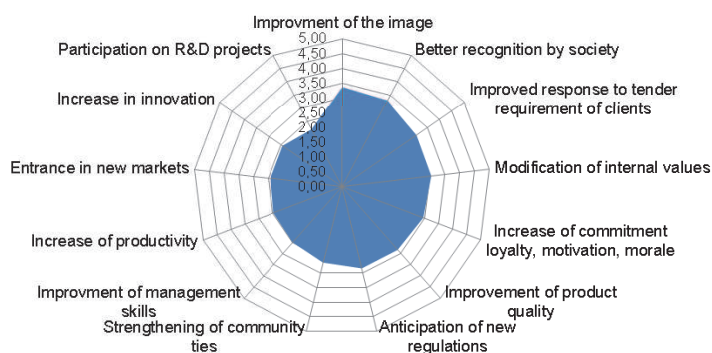 Improvment of the image
5,00
4,50
4,00
3,50
3,00
2,50
2,00
1,50
1,00
0,50
0,00
Better recognition by society
Improved response to tender
requirement of clients
Modification of internal values
Increase of commitment
loyalty, motivation, morale
Improvement of product
quality
Anticipation of new
regulations
Strengthening of community
ties
Improvment of management
skills
Increase of productivity
Entrance in new markets
Increase in innovation
Participation on R&D projects